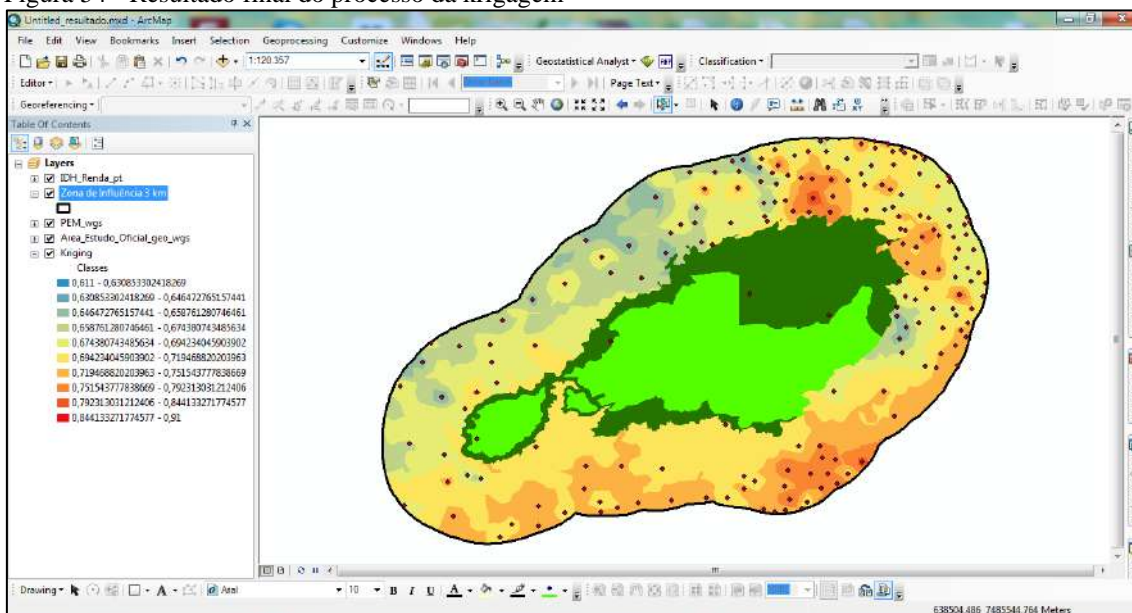 Figura 34 - Resultado final do processo da krigagem
Untitled_resultado.mxd - ArcMap
File Edit View Bookmarks Insert Selection Geoprocessing Customize Windows Help
1:120.357 Geostatistical Analyst Classification
Editor Page Text
Georeferencing
Table Of Contents
Layers
IDH_Renda_pt
Zona de Influência 3 km
PEM_wgs
Area_Estudo_Oficial_geo_wgs
Kriging
Classes
0,611 - 0,630853302418269
0,630853302418269 - 0,646472765157441
0,646472765157441 - 0,658761280746461
0,658761280746461 - 0,674380743485634
0,674380743485634 - 0,694234045903902
0,694234045903902 - 0,719468820203963
0,719468820203963 - 0,751543777838669
0,751543777838669 - 0,792313031212406
0,792313031212406 - 0,844133271774577
0,844133271774577 - 0,91
Drawing A Arial 10 B I U A
638504,486 7485544,764 Meters